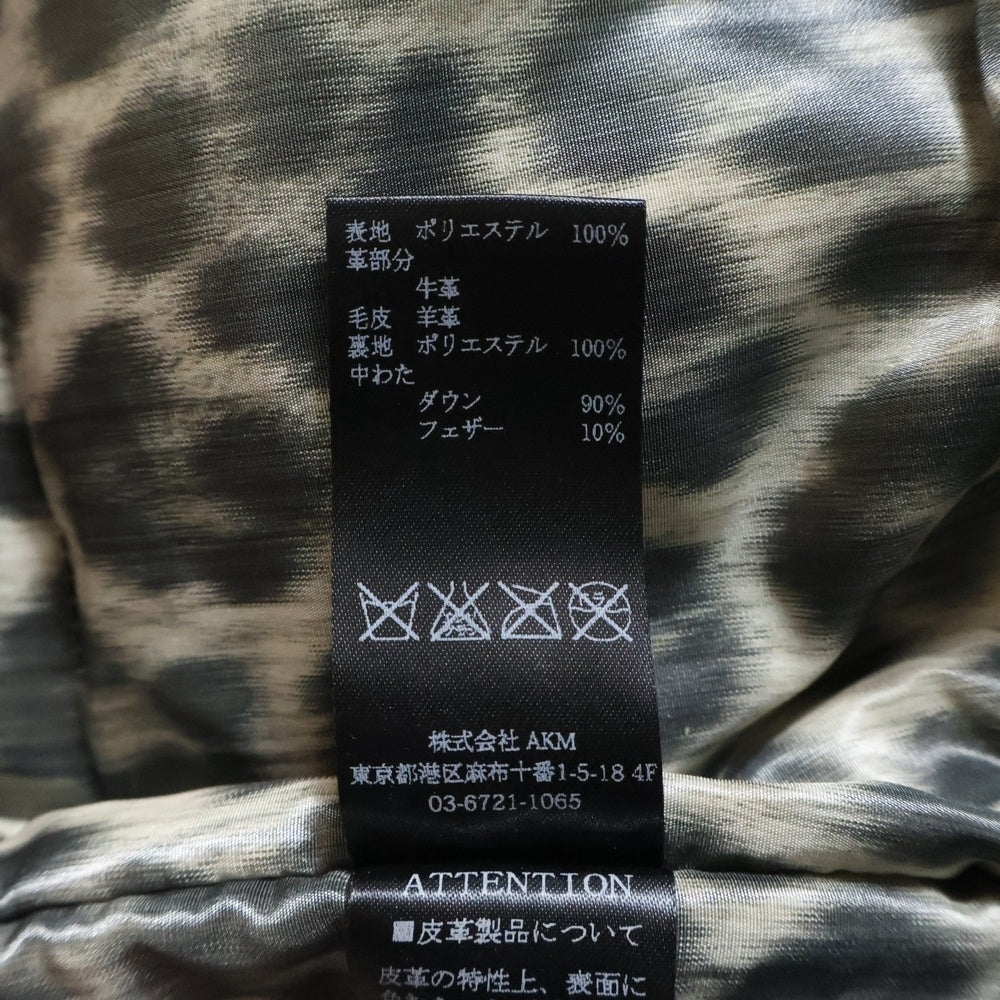 表地 ポリエステル 100%
革部分
牛革
毛皮 羊革
裏地 ポリエステル 100%
中わた
ダウン 90%
フェザー 10%
株式会社 AKM
東京都港区麻布十番1-5-18 4F
03-6721-1065
ATTENTION
■皮革製品について
皮革の特性上、表面に